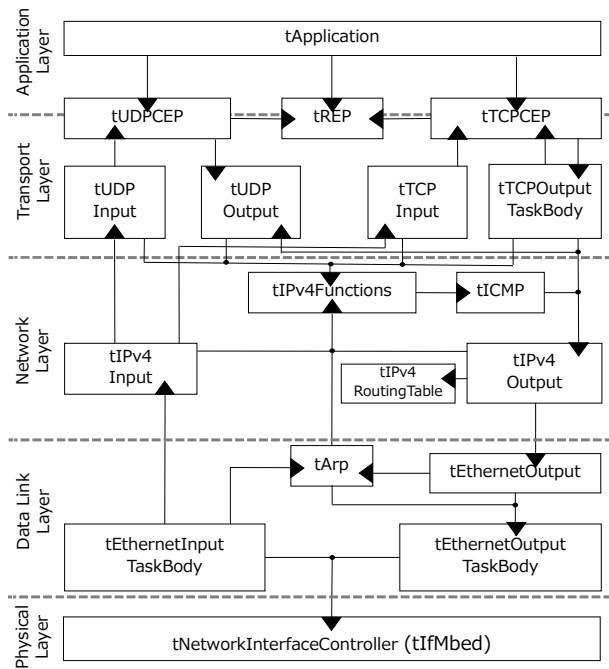 Application
Layer
tApplication
tUDPCEP
tREP
tTCPCEP
Transport
Layer
tUDP
Input
tUDP
Output
tTCP
Input
tTCPOutput
TaskBody
Network
Layer
tIPv4Functions
tICMP
tIPv4
Input
tIPv4
RoutingTable
tIPv4
Output
Data Link
Layer
tArp
tEthernetOutput
tEthernetInput
TaskBody
tEthernetOutput
TaskBody
Physical
Layer
tNetworkInterfaceController (tIfMbed)